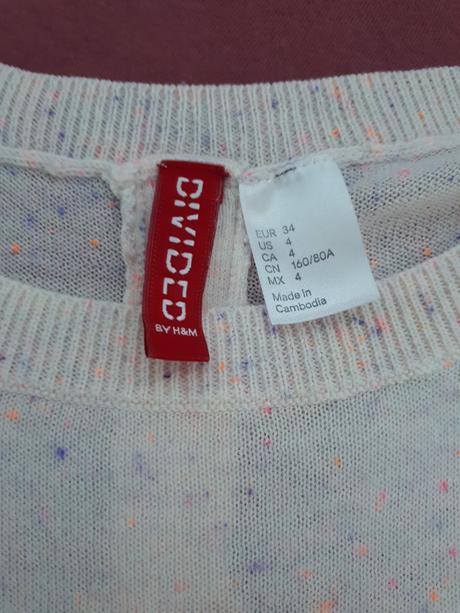 DIVIDED
BY H&M
EUR 34
US 4
CA 4
CN 160/80A
MX 4
Made in
Cambodia